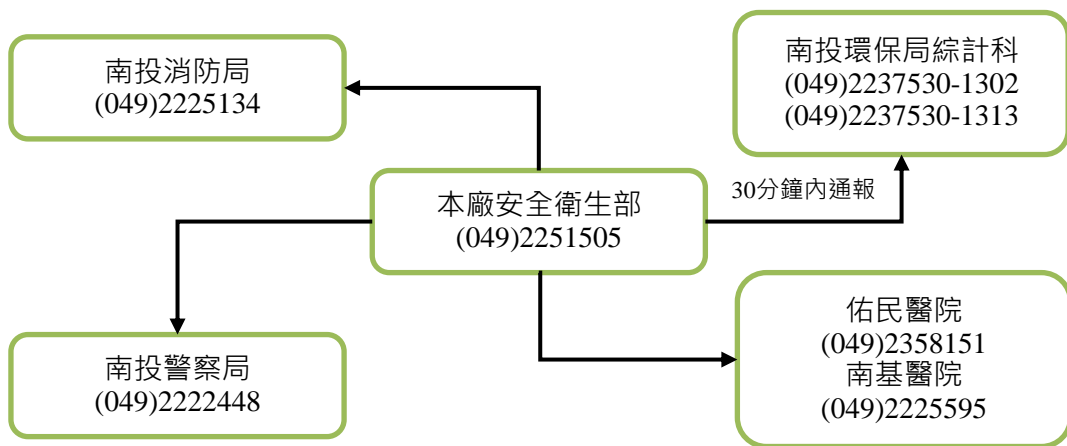 南投消防局
(049)2225134
南投環保局綜計科
(049)2237530-1302
(049)2237530-1313
本廠安全衛生部
(049)2251505
30分鐘內通報
南投警察局
(049)2222448
佑民醫院
(049)2358151
南基醫院
(049)2225595